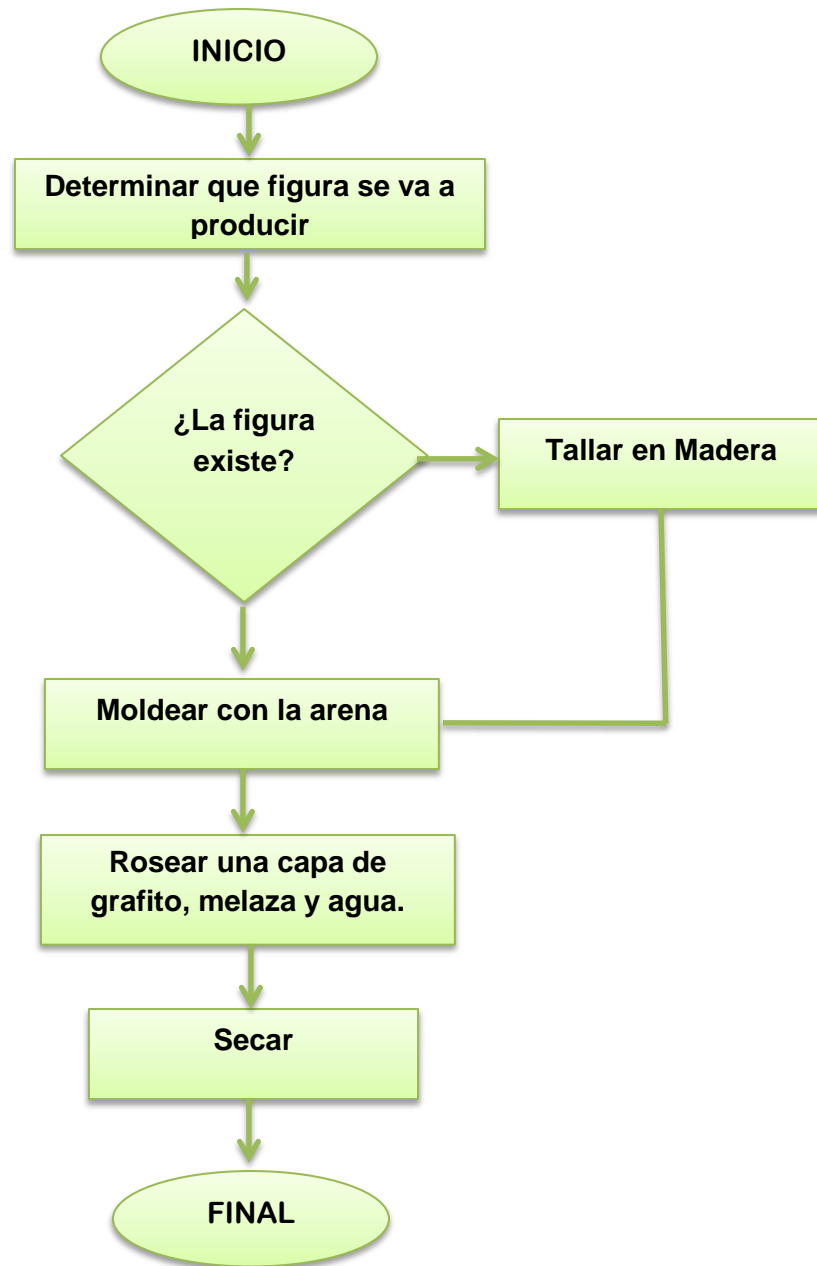 INICIO
Determinar que figura se va a
producir
¿La figura
existe?
Tallar en Madera
Moldear con la arena
Rosear una capa de
grafito, melaza y agua.
Secar
FINAL